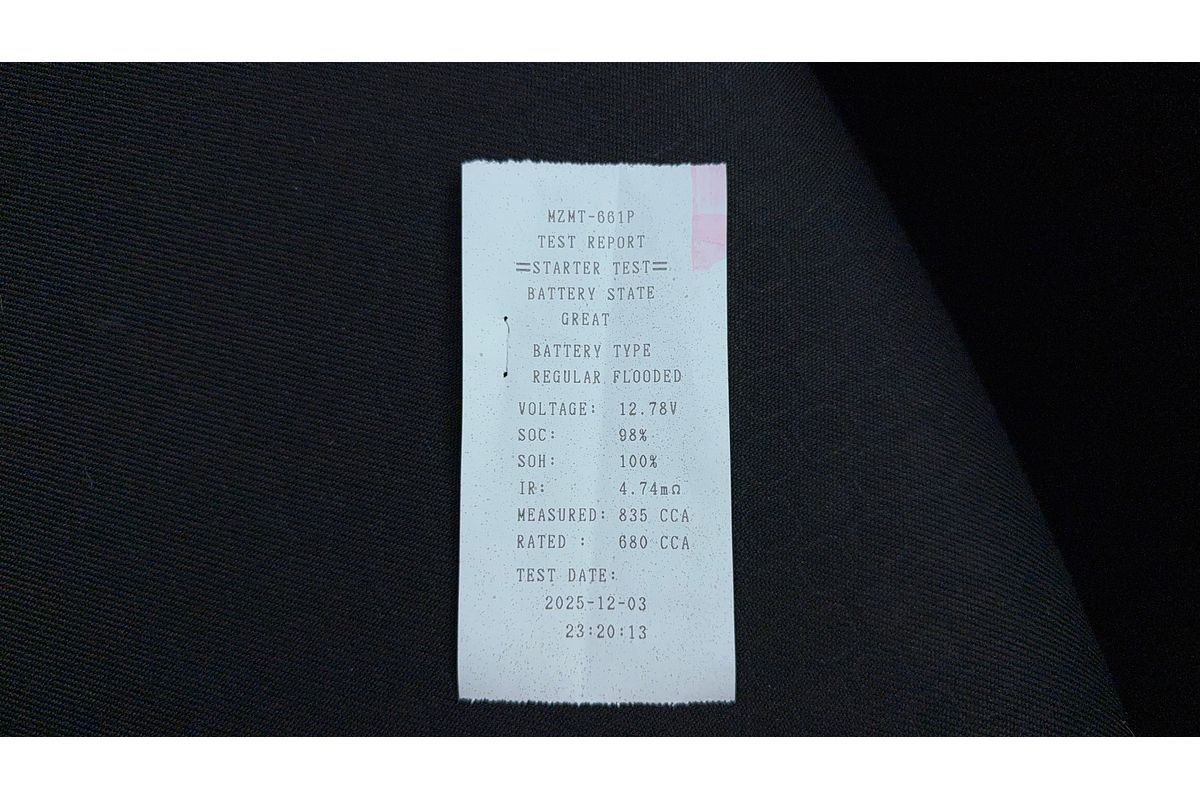 MZMT-661P
TEST REPORT
=STARTER TEST=
BATTERY STATE
GREAT
BATTERY TYPE
REGULAR FLOODED
VOLTAGE: 12.78V
SOC: 98%
SOH: 100%
IR: 4.74mΩ
MEASURED: 835 CCA
RATED : 680 CCA
TEST DATE:
2025-12-03
23:20:13